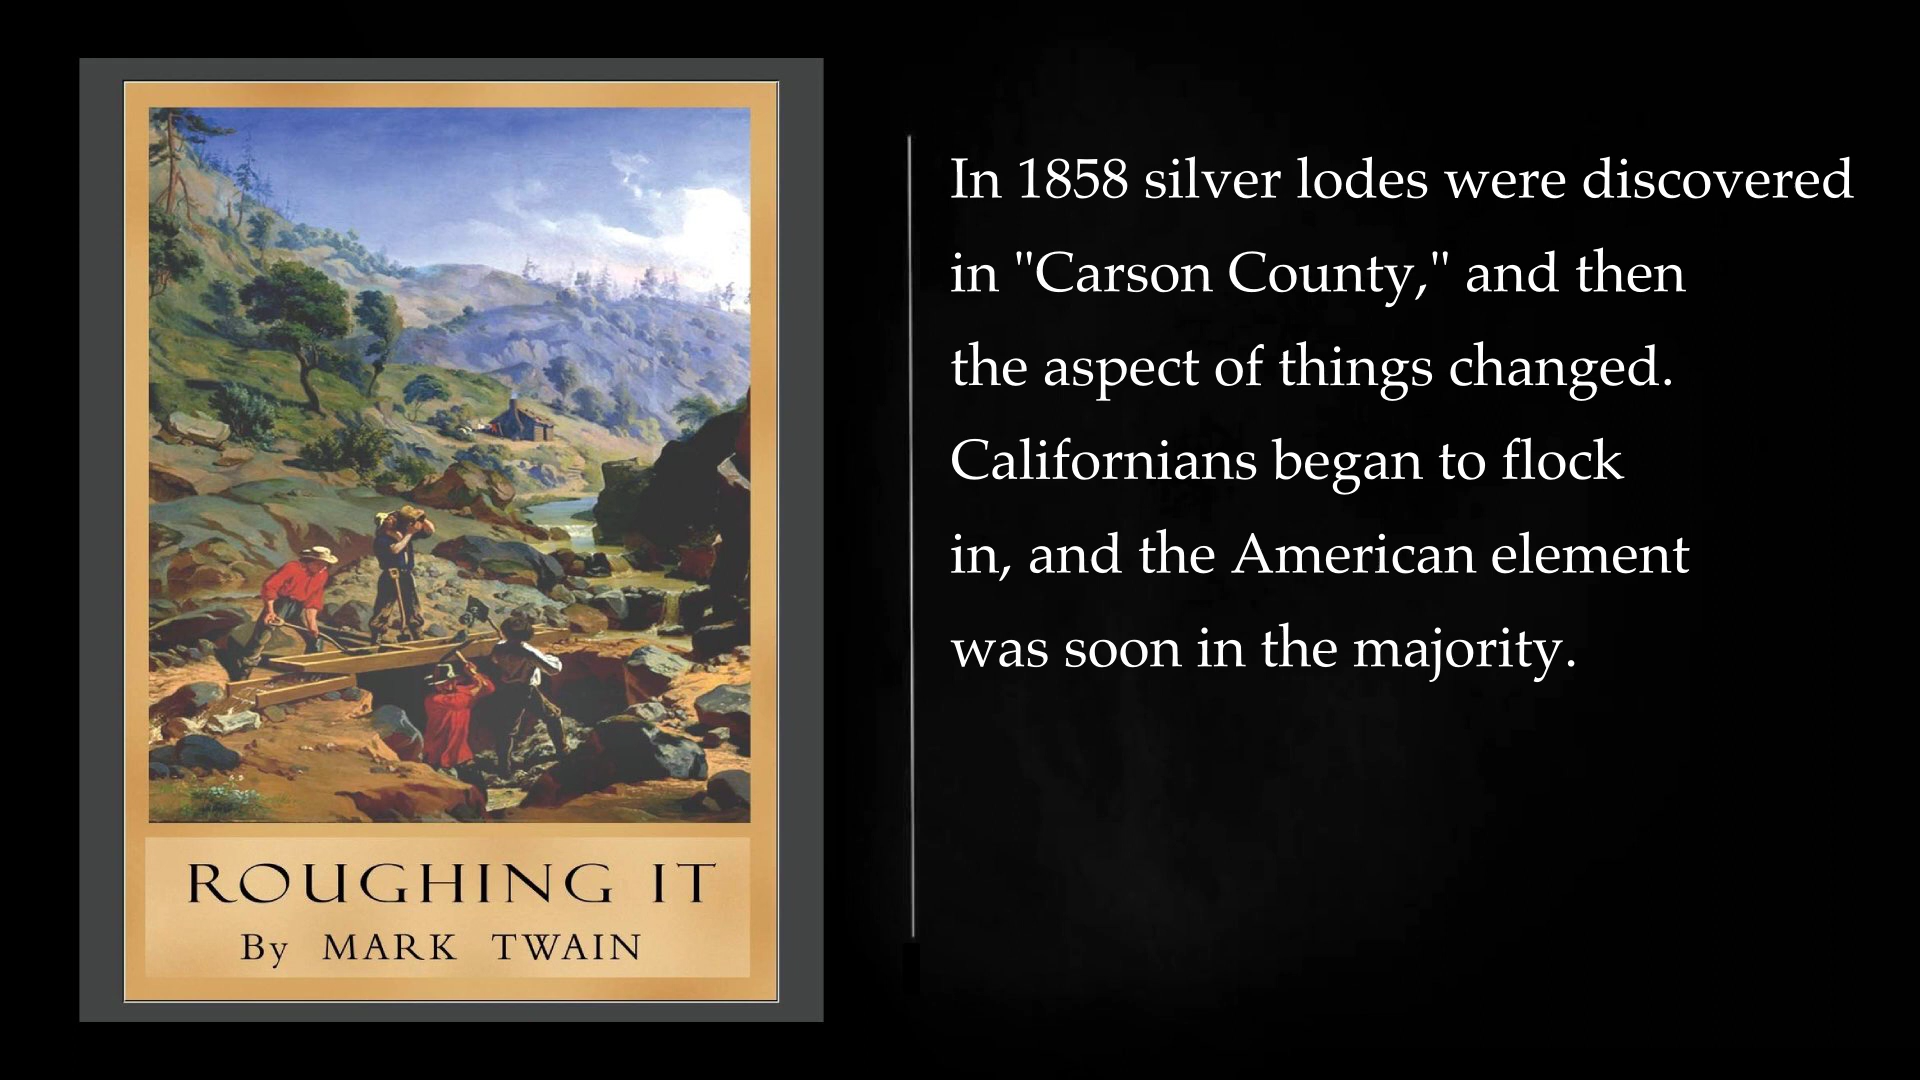 ROUGHING IT
By MARK TWAIN
In 1858 silver lodes were discovered
in "Carson County," and then
the aspect of things changed.
Californians began to flock
in, and the American element
was soon in the majority.